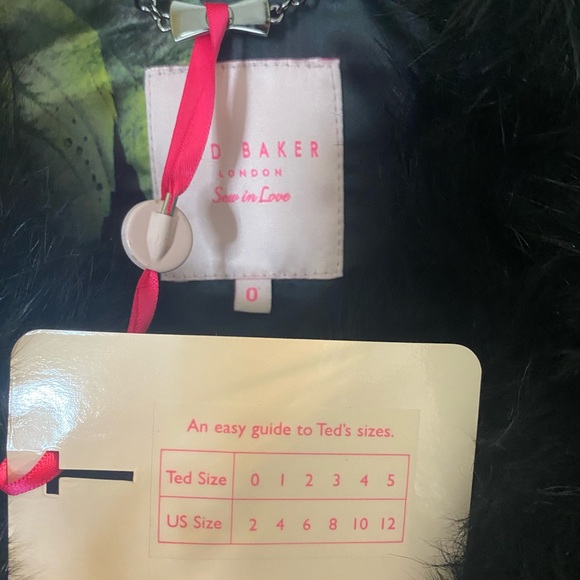 D BAKER
LONDON
Sew in Love
0
An easy guide to Ted's sizes.
Ted Size 0 1 2 3 4 5
US Size 2 4 6 8 10 12